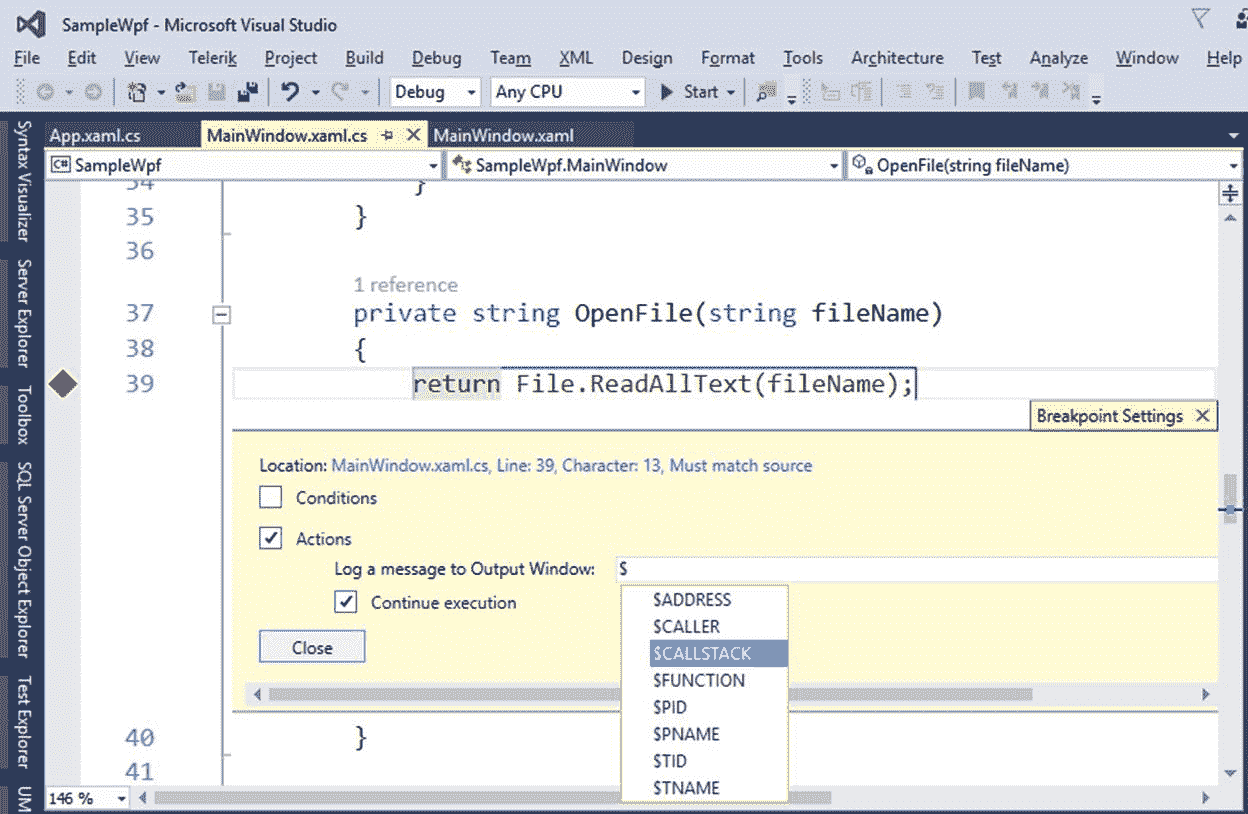 SampleWpf - Microsoft Visual Studio
File Edit View Telerik Project Build Debug Team XML Design Format Tools Architecture Test Analyze Window Help
Debug Any CPU Start
App.xaml.cs MainWindow.xaml.cs MainWindow.xaml
C# SampleWpf SampleWpf.MainWindow OpenFile(string fileName)
Syntax Visualizer
Server Explorer
Toolbox
SQL Server Object Explorer
Test Explorer
UM
34 }
35 }
36
1 reference
37 private string OpenFile(string fileName)
38 {
39 return File.ReadAllText(fileName);
Breakpoint Settings
Location: MainWindow.xaml.cs, Line: 39, Character: 13, Must match source
Conditions
Actions
Log a message to Output Window: $
Continue execution
Close
$ADDRESS
$CALLER
$CALLSTACK
$FUNCTION
$PID
$PNAME
$TID
$TNAME
40 }
41
146 %